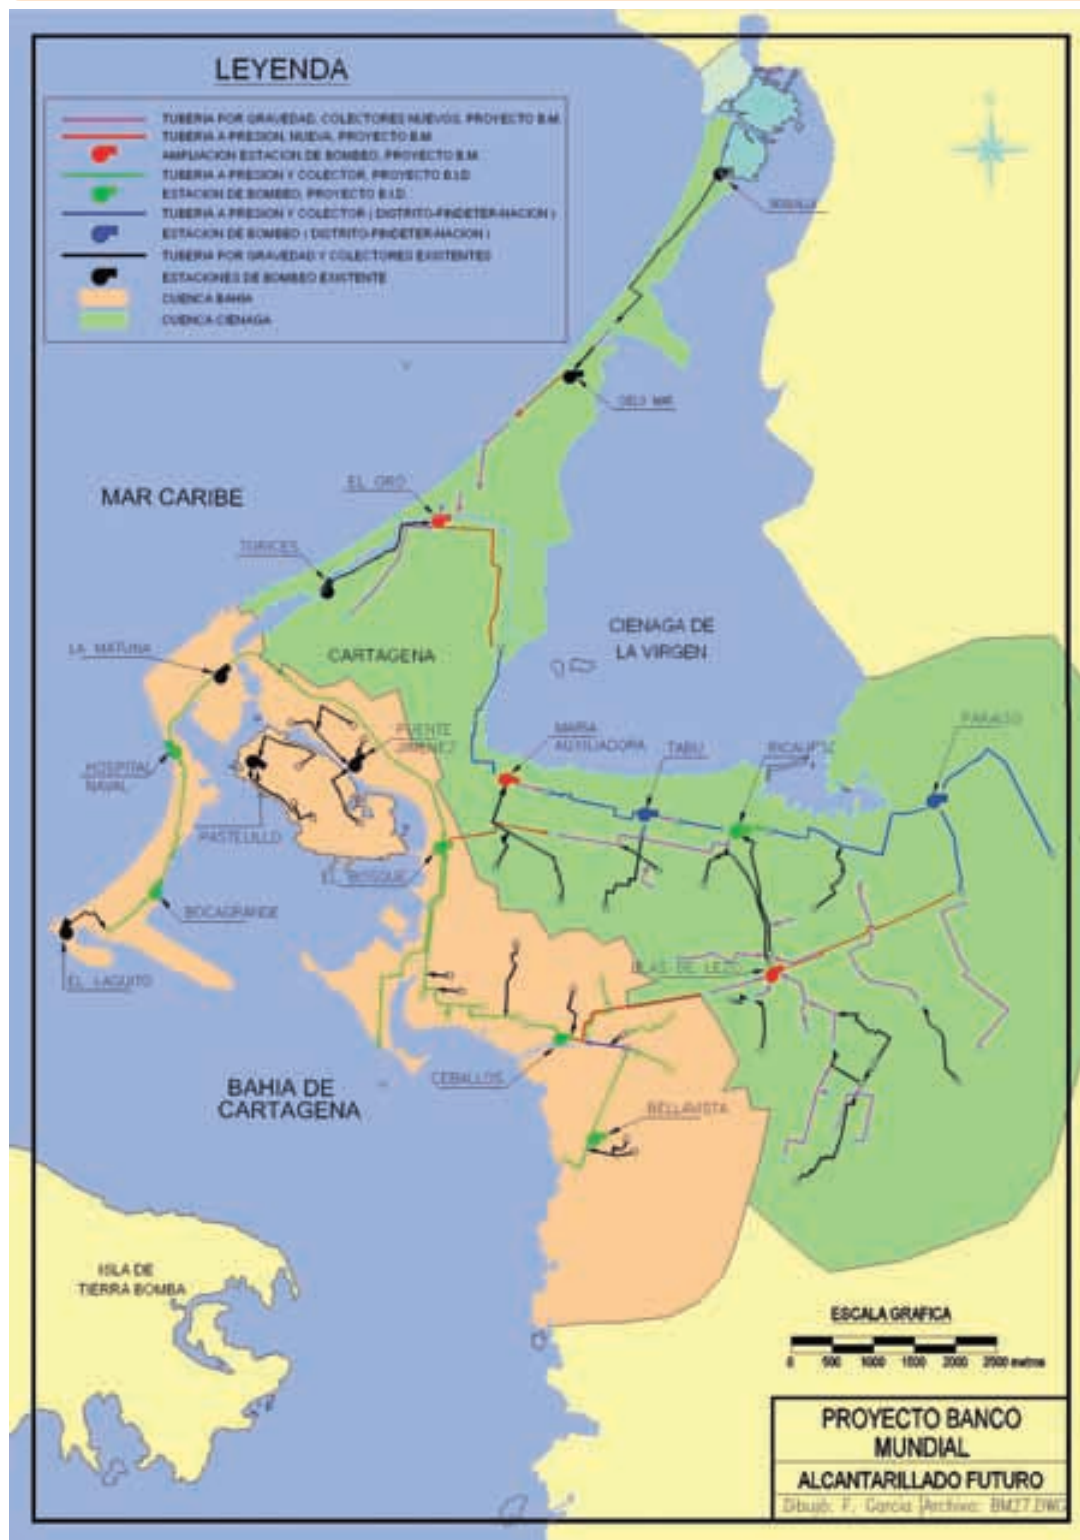 LEYENDA
TUBERIA POR GRAVEDAD, COLECTORES NUEVOS, PROYECTO B.M.
TUBERIA A PRESION, NUEVA, PROYECTO B.M.
AMPLIACION ESTACION DE BOMBEO, PROYECTO B.M.
TUBERIA A PRESION Y COLECTOR, PROYECTO B.I.D.
ESTACION DE BOMBEO, PROYECTO B.I.D.
TUBERIA A PRESION Y COLECTOR ( DISTRITO-FINDETER-NACION )
ESTACION DE BOMBEO ( DISTRITO-FINDETER-NACION )
TUBERIA POR GRAVEDAD Y COLECTORES EXISTENTES
ESTACIONES DE BOMBEO EXISTENTE
CUENCA BAHIA
CUENCA CIENAGA
MAR CARIBE
EL ORO
TORICES
LA MATUNA
CARTAGENA
CIENAGA DE
LA VIRGEN
PUENTE
JIMENEZ
MARIA
AUXILIADORA
TABU
PARAISO
HOSPITAL
NAVAL
PASTELILLO
EL BOSQUE
BOCAGRANDE
EL LAGUITO
BLAS DE LEZO
CEBALLOS
BELLAVISTA
BAHIA DE
CARTAGENA
ISLA DE
TIERRA BOMBA
ESCALA GRAFICA
0 500 1000 1500 2000 2500 metros
PROYECTO BANCO
MUNDIAL
ALCANTARILLADO FUTURO
Dibujó: F. Garcia Archivo: BM27.DWG